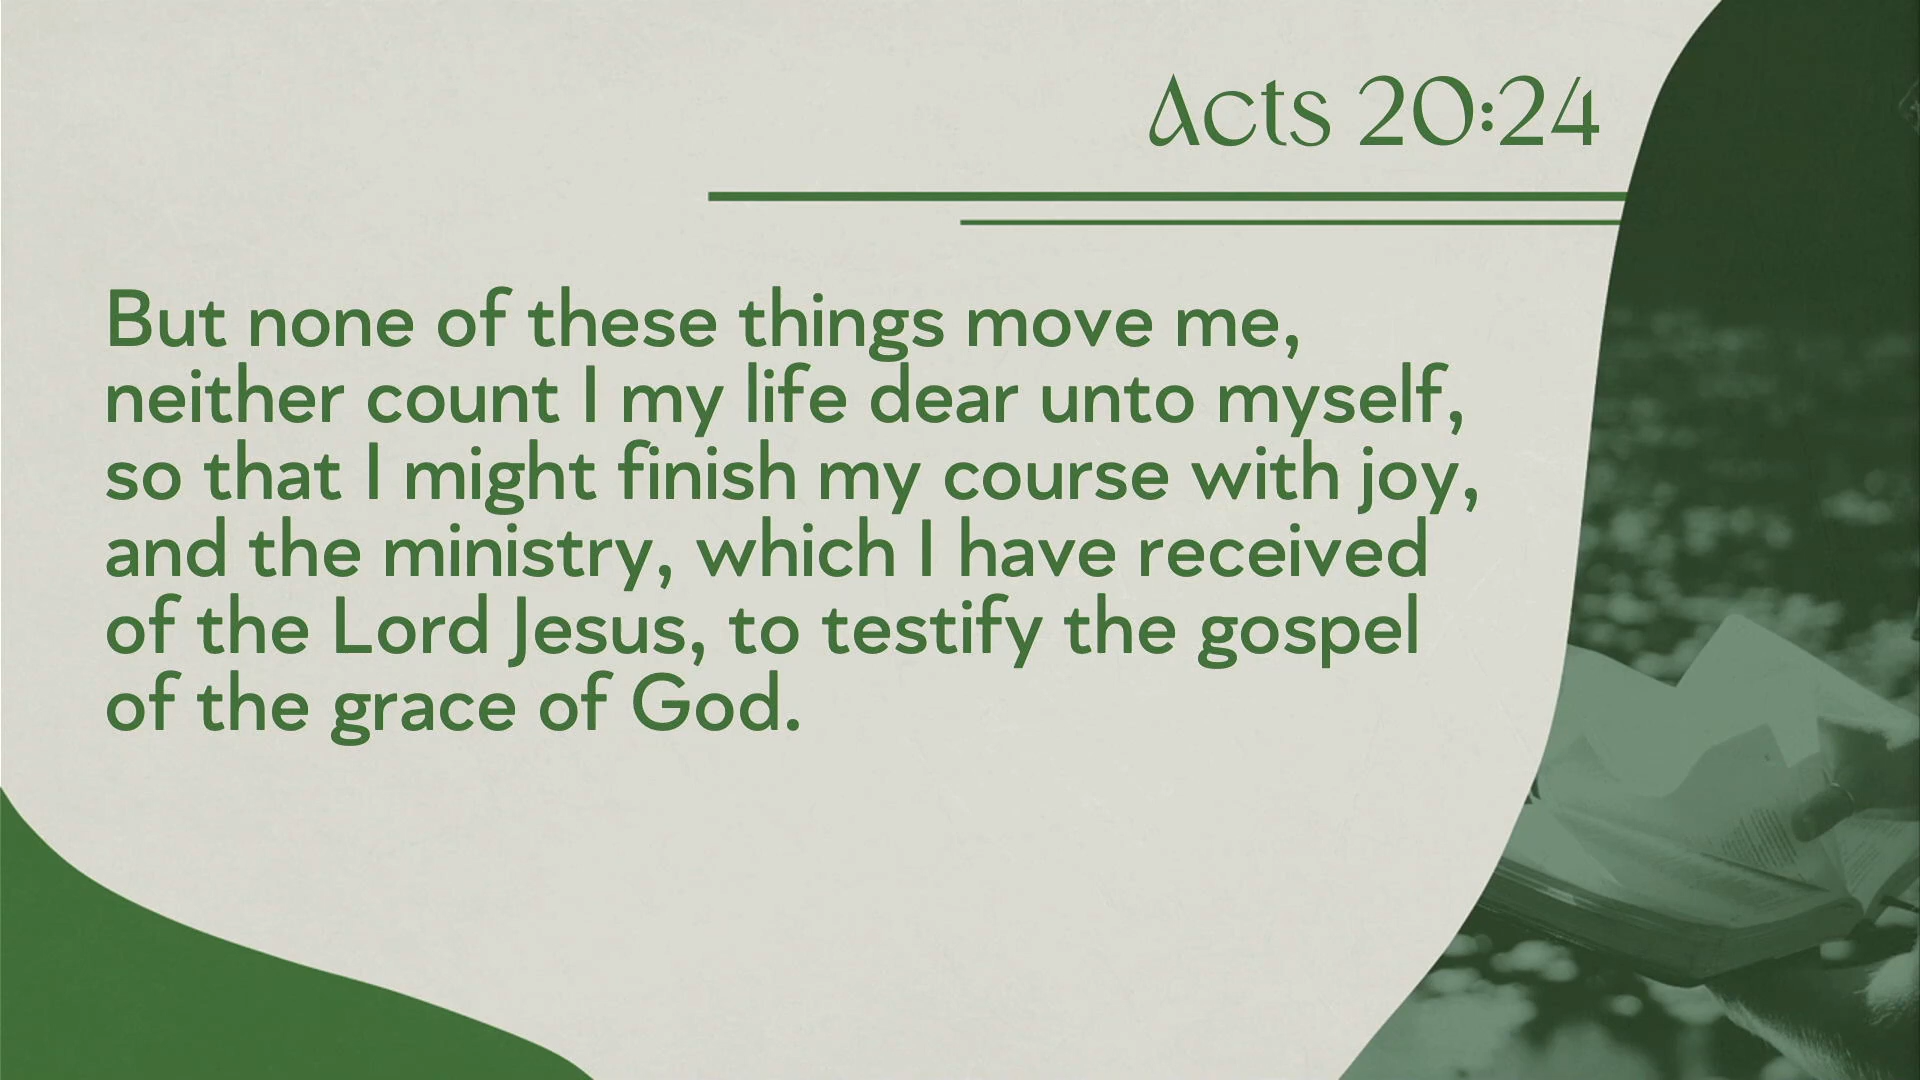 Acts 20:24
But none of these things move me,
neither count I my life dear unto myself,
so that I might finish my course with joy,
and the ministry, which I have received
of the Lord Jesus, to testify the gospel
of the grace of God.